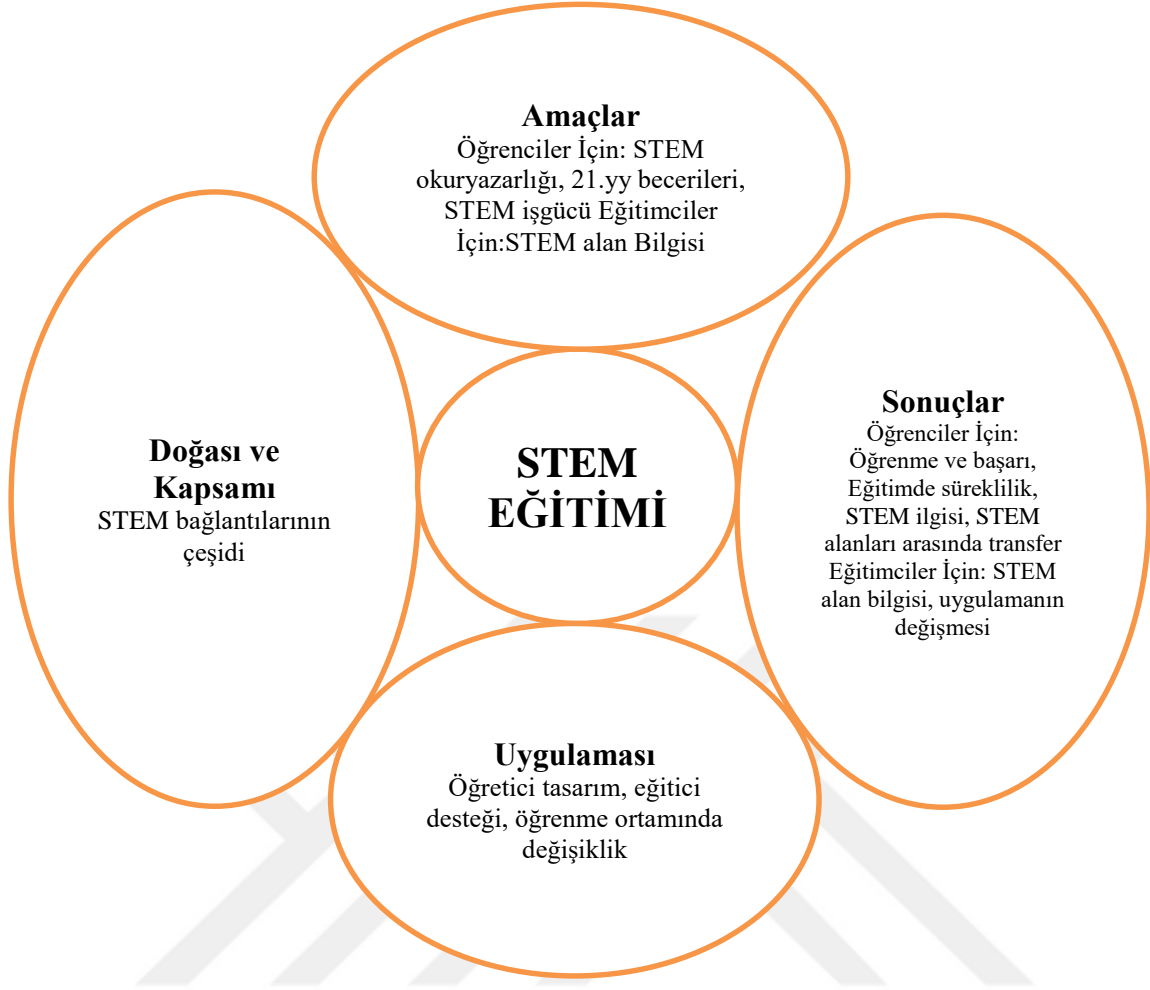 Amaçlar
Öğrenciler İçin: STEM
okuryazarlığı, 21.yy becerileri,
STEM işgücü Eğitimciler
İçin:STEM alan Bilgisi
Doğası ve
Kapsamı
STEM bağlantılarının
çeşidi
STEM
EĞİTİMİ
Sonuçlar
Öğrenciler İçin:
Öğrenme ve başarı,
Eğitimde süreklilik,
STEM ilgisi, STEM
alanları arasında transfer
Eğitimciler İçin: STEM
alan bilgisi, uygulamanın
değişmesi
Uygulaması
Öğretici tasarım, eğitici
desteği, öğrenme ortamında
değişiklik